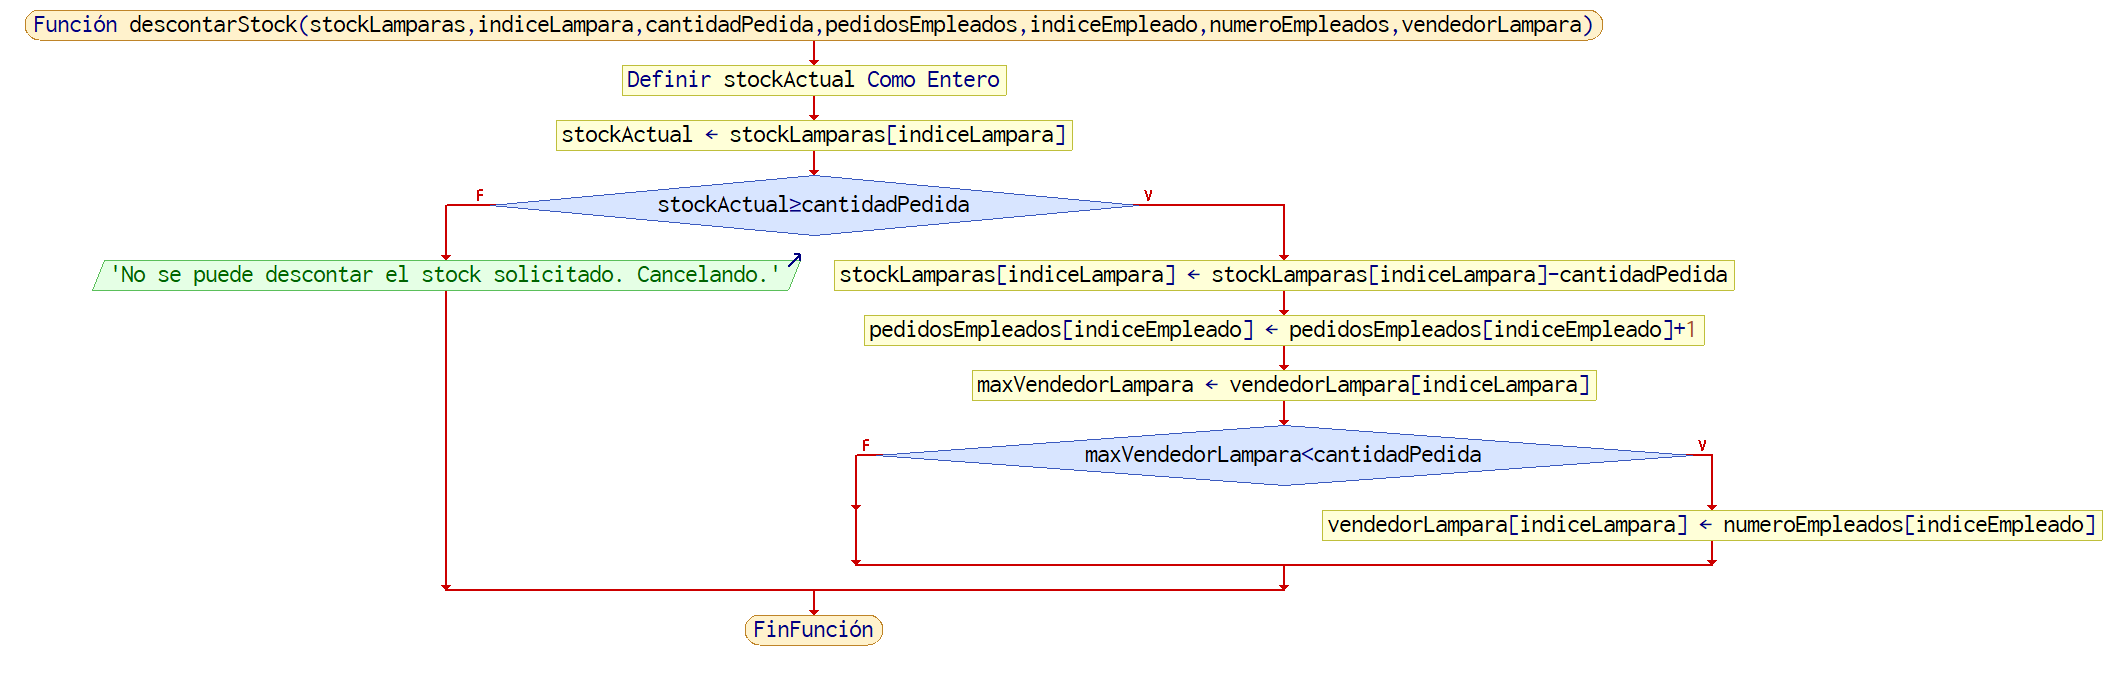 Función descontarStock(stockLamparas,indiceLampara,cantidadPedida,pedidosEmpleados,indiceEmpleado,numeroEmpleados,vendedorLampara)
Definir stockActual Como Entero
stockActual ← stockLamparas[indiceLampara]
F
V
stockActual≥cantidadPedida
'No se puede descontar el stock solicitado. Cancelando.'
stockLamparas[indiceLampara] ← stockLamparas[indiceLampara]-cantidadPedida
pedidosEmpleados[indiceEmpleado] ← pedidosEmpleados[indiceEmpleado]+1
maxVendedorLampara ← vendedorLampara[indiceLampara]
F
V
maxVendedorLampara<cantidadPedida
vendedorLampara[indiceLampara] ← numeroEmpleados[indiceEmpleado]
FinFunción